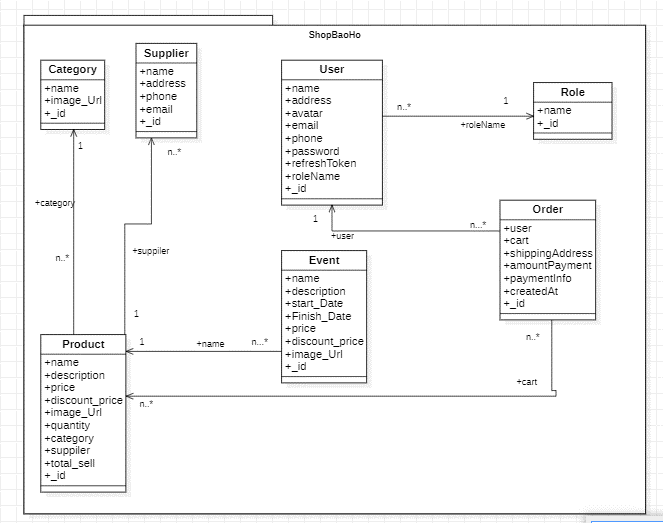 ShopBaoHo
Category
+name
+image_Url
+_id
Supplier
+name
+address
+phone
+email
+_id
User
+name
+address
+avatar
+email
+phone
+password
+refreshToken
+roleName
+_id
Role
+name
+_id
n..*
1
+roleName
1
n..*
+category
n..*
+suppiler
1
1
+user
n...*
Order
+user
+cart
+shippingAddress
+amountPayment
+paymentInfo
+createdAt
+_id
Event
+name
+description
+start_Date
+Finish_Date
+price
+discount_price
+image_Url
+_id
1
+name
n...*
n..*
+cart
n..*
Product
+name
+description
+price
+discount_price
+image_Url
+quantity
+category
+suppiler
+total_sell
+_id